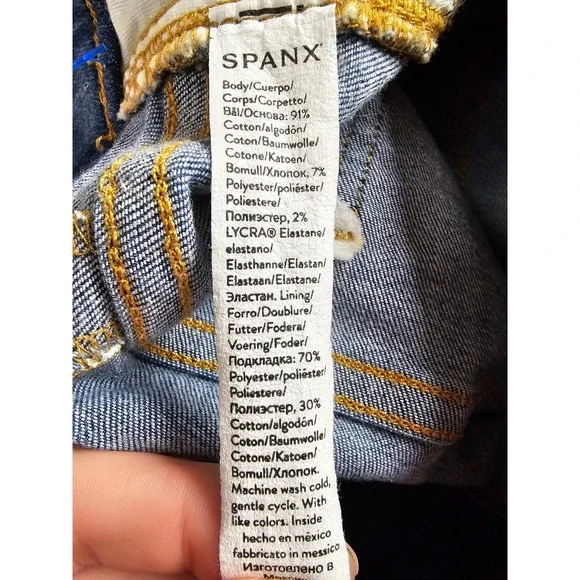 SPANX
Body/Cuerpo/
Corps/Corpetto/
Bål/Основа: 91%
Cotton/algodón/
Coton/Baumwolle/
Cotone/Katoen/
Bomull/Хлопок, 7%
Polyester/poliéster/
Poliestere/
Полиэстер, 2%
LYCRA® Elastane/
elastano/
Elasthanne/Elastan/
Elastaan/Elastane/
Эластан. Lining/
Forro/Doublure/
Futter/Fodera/
Voering/Foder/
Подкладка: 70%
Polyester/poliéster/
Poliestere/
Полиэстер, 30%
Cotton/algodón/
Coton/Baumwolle/
Cotone/Katoen/
Bomull/Хлопок.
Machine wash cold,
gentle cycle. With
like colors. Inside
hecho en méxico
fabbricato in messico
Изготовлено В